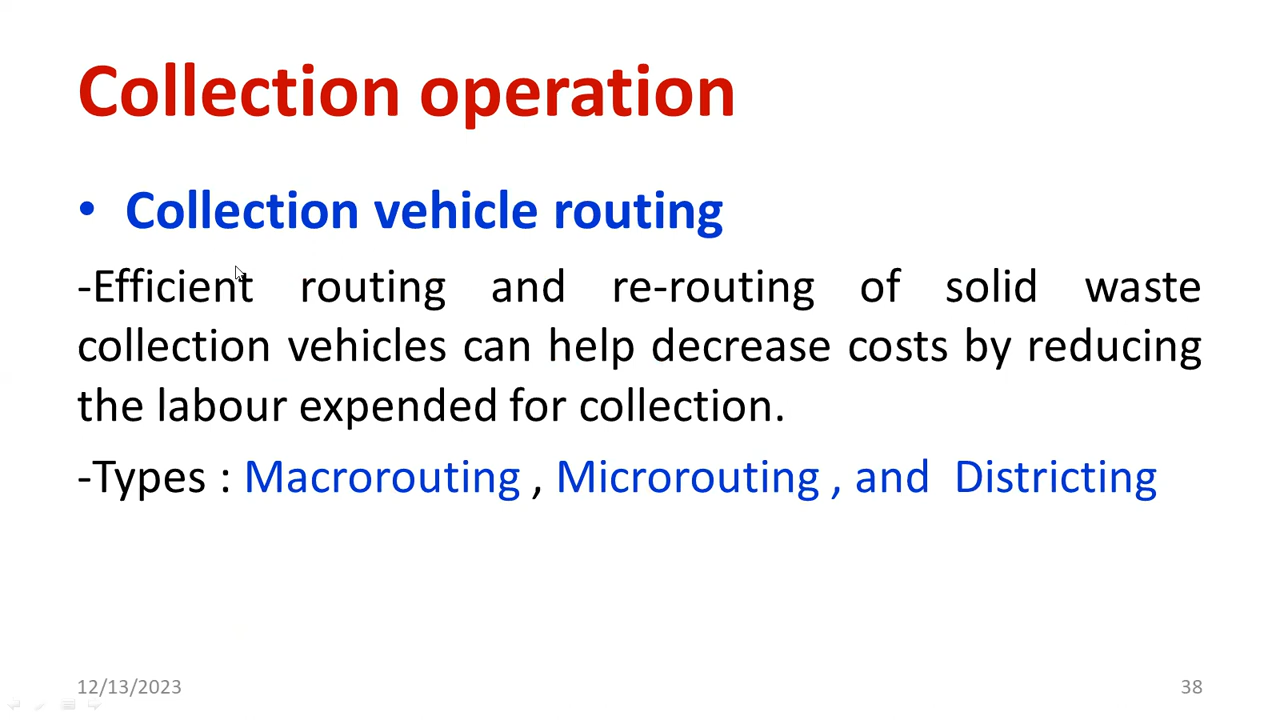 Collection operation
• Collection vehicle routing
-Efficient routing and re-routing of solid waste
collection vehicles can help decrease costs by reducing
the labour expended for collection.
-Types : Macrorouting , Microrouting , and Districting
12/13/2023
38